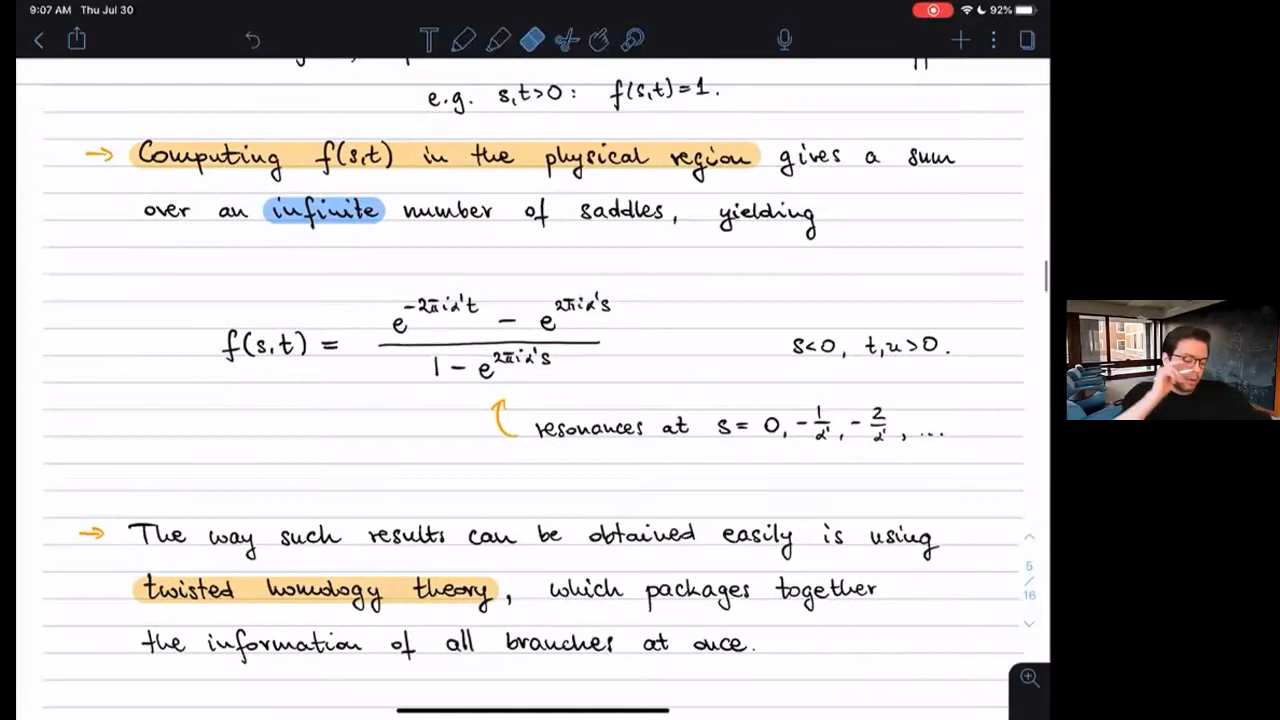 9:07 AM Thu Jul 30
92%
e.g. s,t>0: f(s,t)=1.
→ Computing f(s,t) in the physical region gives a sum
over an infinite number of saddles, yielding
f(s,t) = (e^{-2πiα't} - e^{2πiα's}) / (1 - e^{2πiα's}) s<0, t,u>0.
resonances at s = 0, -1/α', -2/α', ...
→ The way such results can be obtained easily is using
twisted homology theory, which packages together
the information of all branches at once.
5
/
16